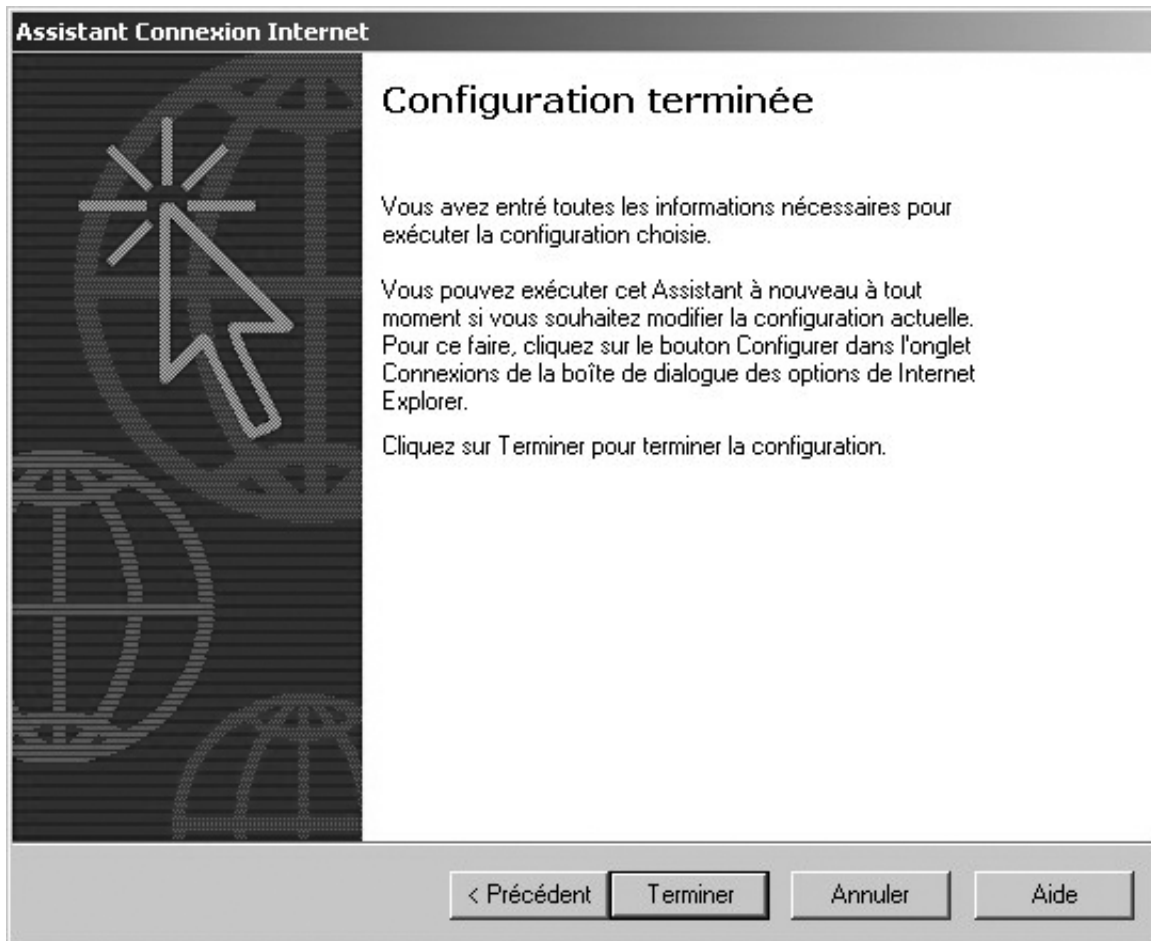 Assistant Connexion Internet
Configuration terminée
Vous avez entré toutes les informations nécessaires pour
exécuter la configuration choisie.
Vous pouvez exécuter cet Assistant à nouveau à tout
moment si vous souhaitez modifier la configuration actuelle.
Pour ce faire, cliquez sur le bouton Configurer dans l'onglet
Connexions de la boîte de dialogue des options de Internet
Explorer.
Cliquez sur Terminer pour terminer la configuration.
< Précédent Terminer Annuler Aide